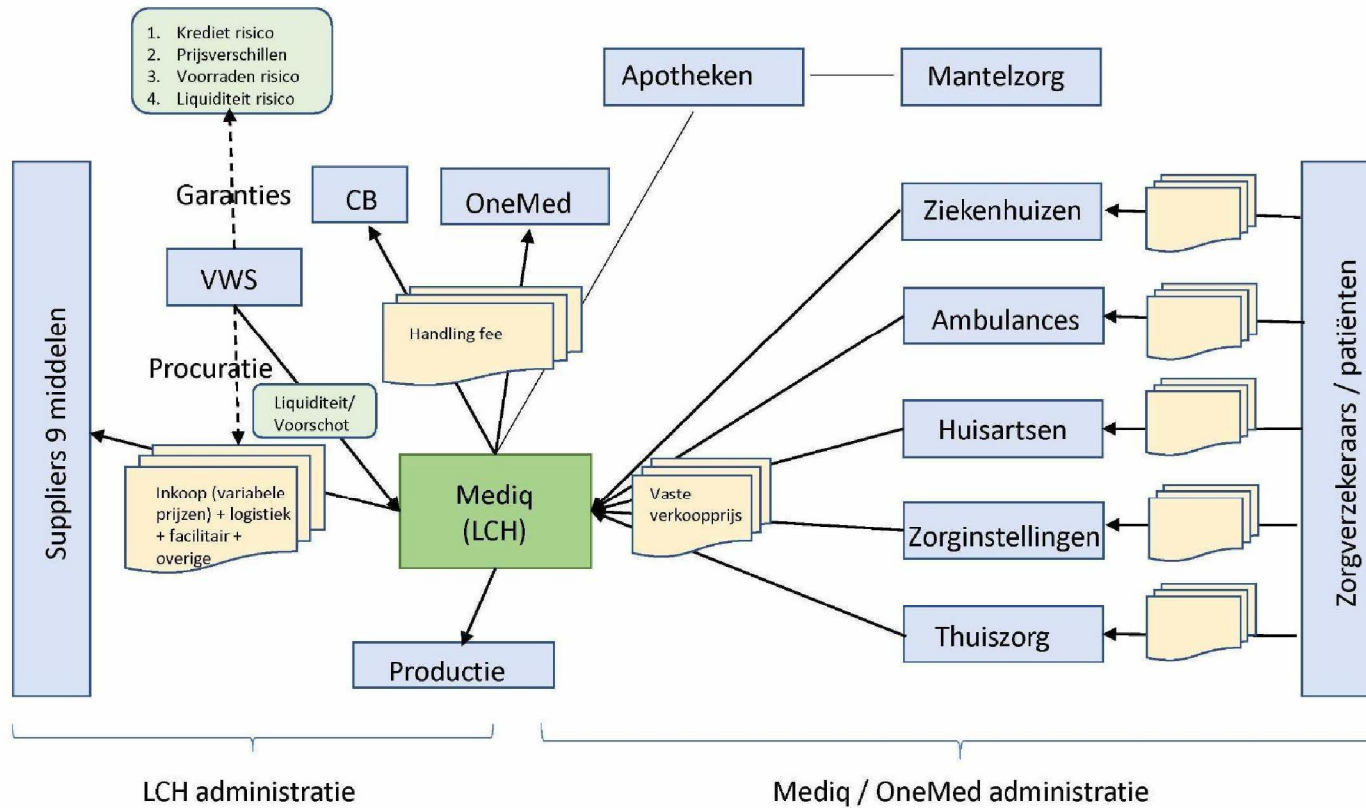 1. Krediet risico
2. Prijsverschillen
3. Voorraden risico
4. Liquiditeit risico
Apotheken
Mantelzorg
Garanties
CB
OneMed
VWS
Handling fee
Procuratie
Liquiditeit/
Voorschot
Suppliers 9 middelen
Inkoop (variabele
prijzen) + logistiek
+ facilitair +
overige
Mediq
(LCH)
Vaste
verkoopprijs
Productie
Ziekenhuizen
Ambulances
Huisartsen
Zorginstellingen
Thuiszorg
Zorgverzekeraars / patiënten
LCH administratie
Mediq / OneMed administratie